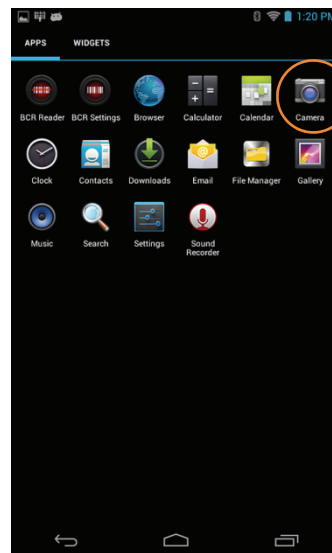 1:20 PM
APPS WIDGETS
BCR Reader BCR Settings Browser Calculator Calendar Camera
Clock Contacts Downloads Email File Manager Gallery
Music Search Settings Sound
Recorder